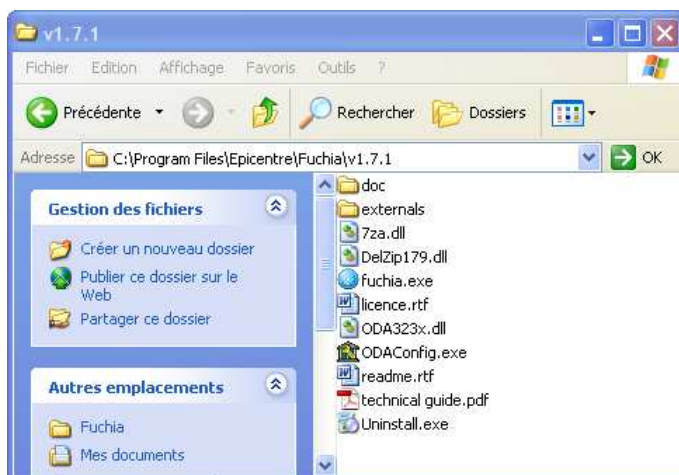 v1.7.1
Fichier Edition Affichage Favoris Outils ?
Précédente Rechercher Dossiers
Adresse C:\Program Files\Epicentre\Fuchia\v1.7.1 OK
Gestion des fichiers
Créer un nouveau dossier
Publier ce dossier sur le
Web
Partager ce dossier
Autres emplacements
Fuchia
Mes documents
doc
externals
7za.dll
DelZip179.dll
fuchia.exe
licence.rtf
ODA323x.dll
ODAConfig.exe
readme.rtf
technical guide.pdf
Uninstall.exe